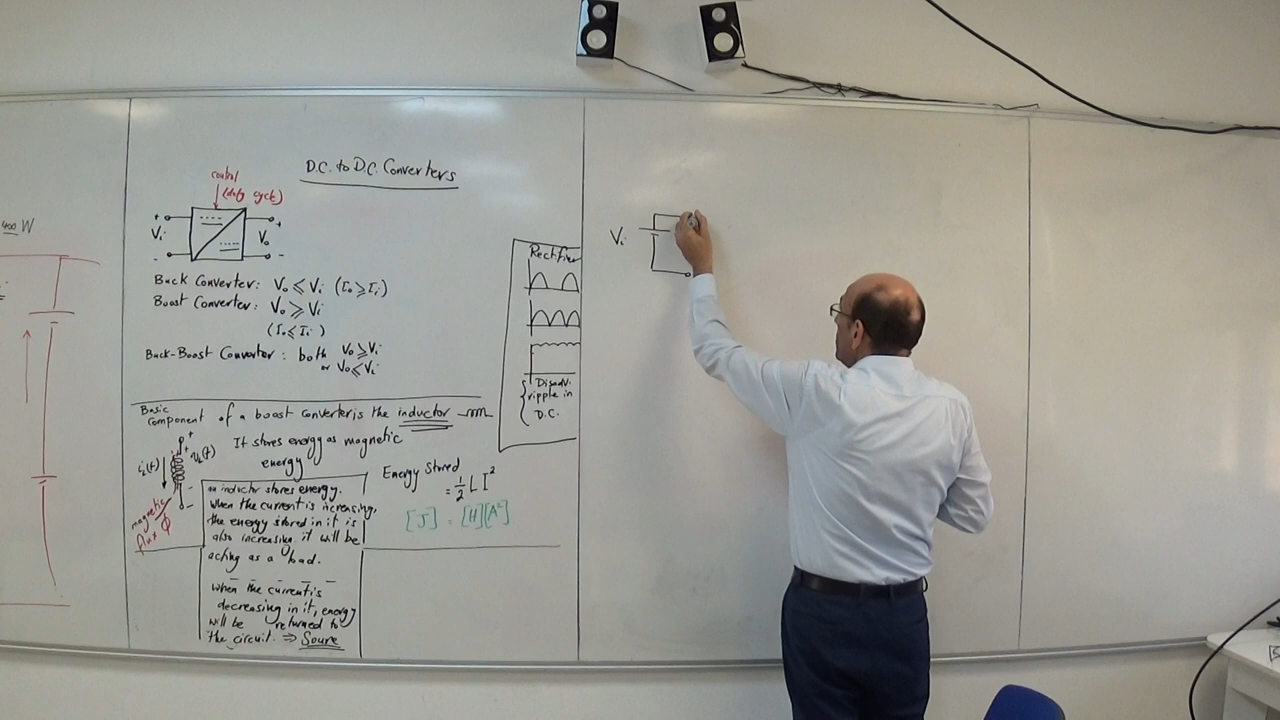 400 W
D.C. to D.C. Converters
control
(duty cycle)
+ +
Vi Vo
- -
Buck Converter: Vo ⩽ Vi (Io ⩾ Ii)
Boost Converter: Vo ⩾ Vi
(Io ⩽ Ii)
Buck-Boost Converter: both Vo ⩾ Vi
or Vo ⩽ Vi
Rectifier
Disadv.
ripple in
D.C.
Basic
component of a boost converter is the inductor
It stores energy as magnetic
energy
+
iL(t) VL(t)
-
magnetic
flux Φ
Energy Stored
= 1/2 L I²
[J] = [H][A²]
an inductor stores energy.
When the current is increasing,
the energy stored in it is
also increasing. it will be
acting as a load.
When the current is
decreasing in it, energy
will be returned to
the circuit. ⇒ Soure
Vi